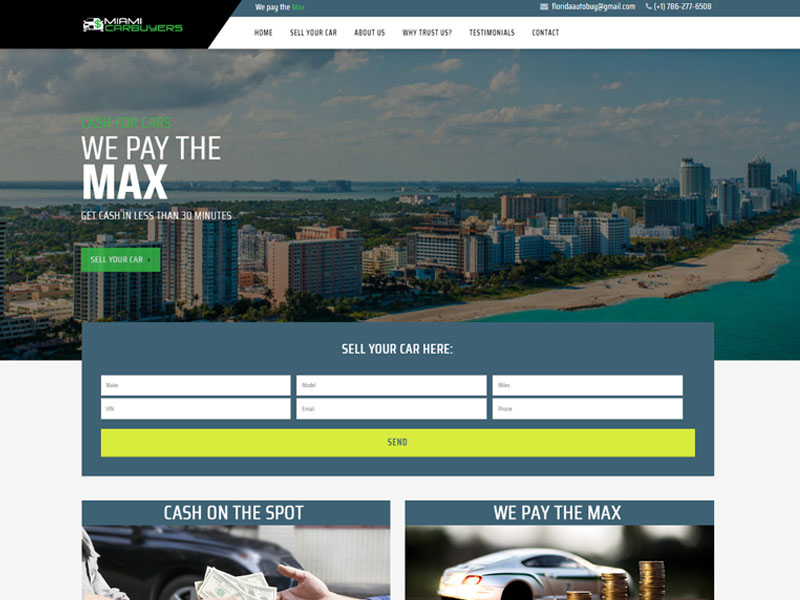 We pay the Max
floridaautobuy@gmail.com
(+1) 786-277-6508
MIAMI
CARBUYERS
HOME
SELL YOUR CAR
ABOUT US
WHY TRUST US?
TESTIMONIALS
CONTACT
CASH FOR CARS
WE PAY THE
MAX
GET CASH IN LESS THAN 30 MINUTES
SELL YOUR CAR
SELL YOUR CAR HERE:
Make
Model
Miles
VIN
Email
Phone
SEND
CASH ON THE SPOT
WE PAY THE MAX